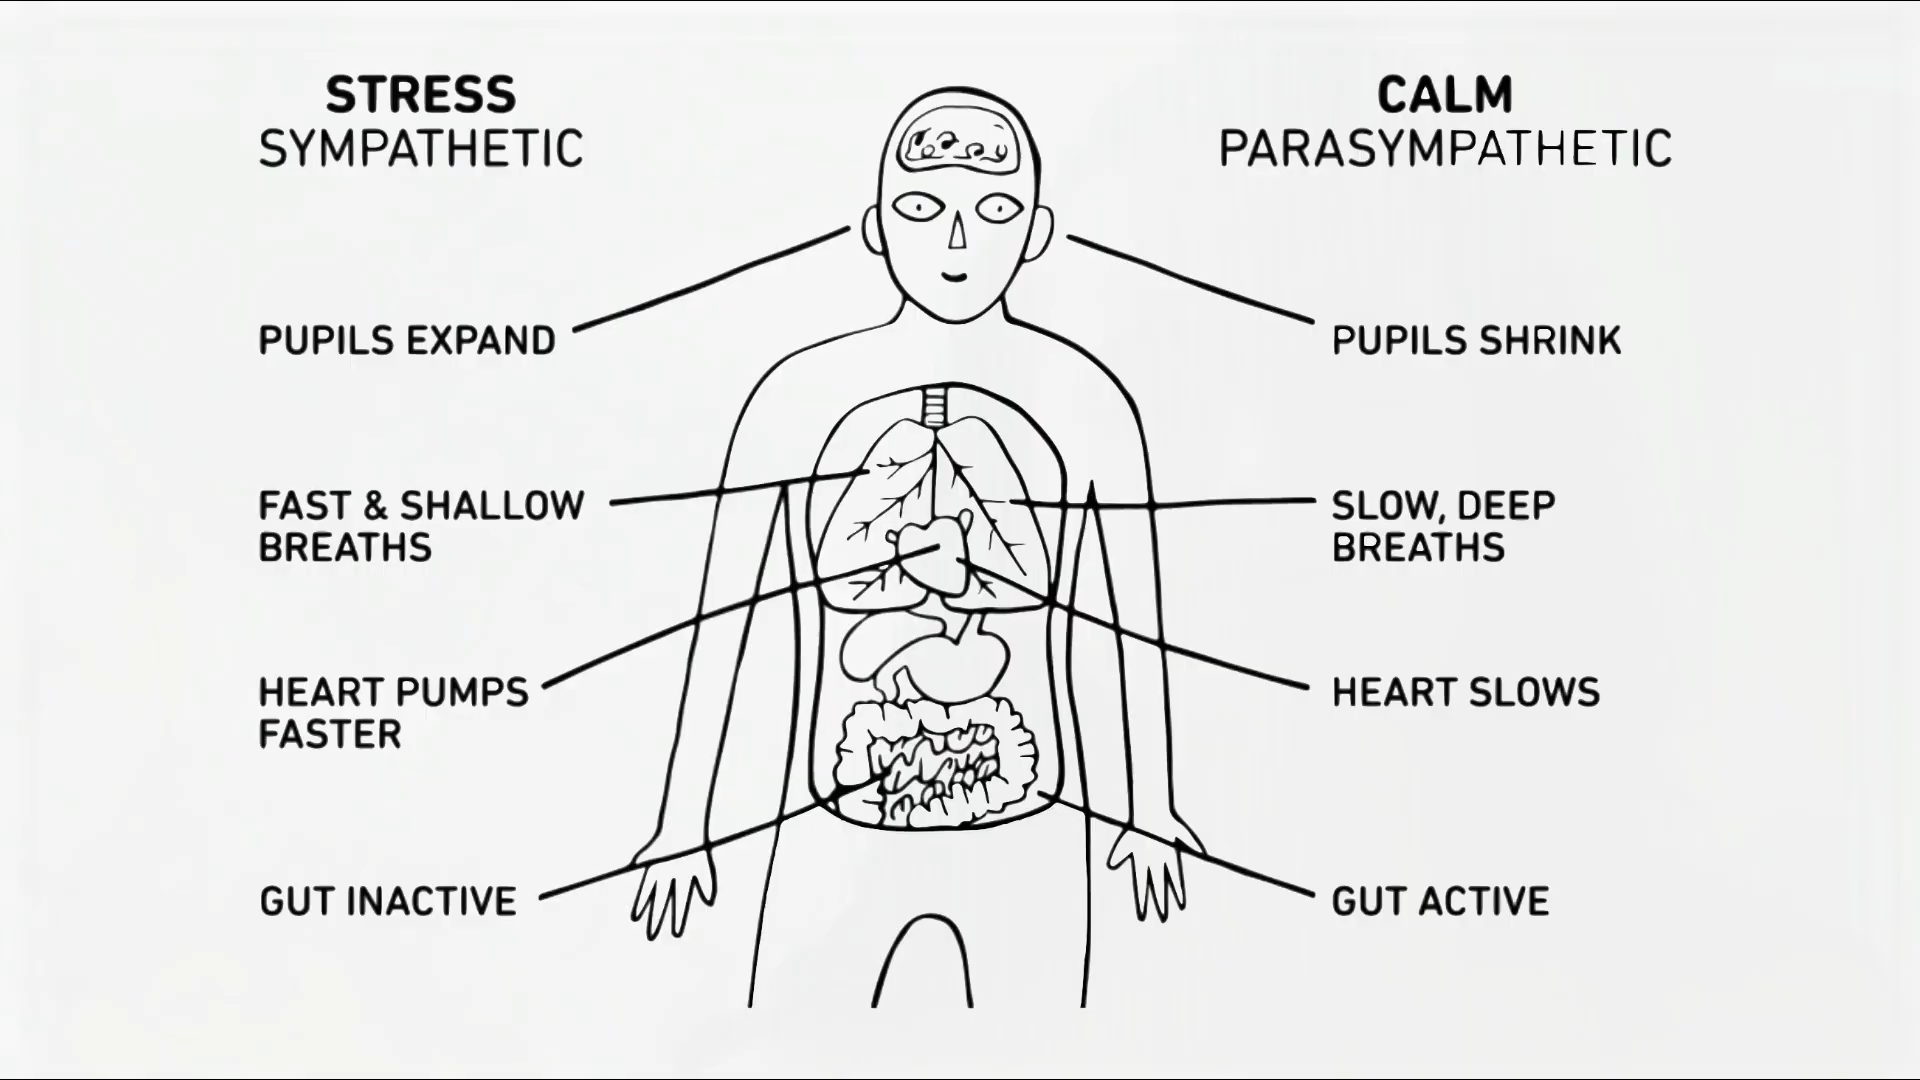 STRESS
SYMPATHETIC
PUPILS EXPAND
FAST & SHALLOW
BREATHS
HEART PUMPS
FASTER
GUT INACTIVE
CALM
PARASYMPATHETIC
PUPILS SHRINK
SLOW, DEEP
BREATHS
HEART SLOWS
GUT ACTIVE